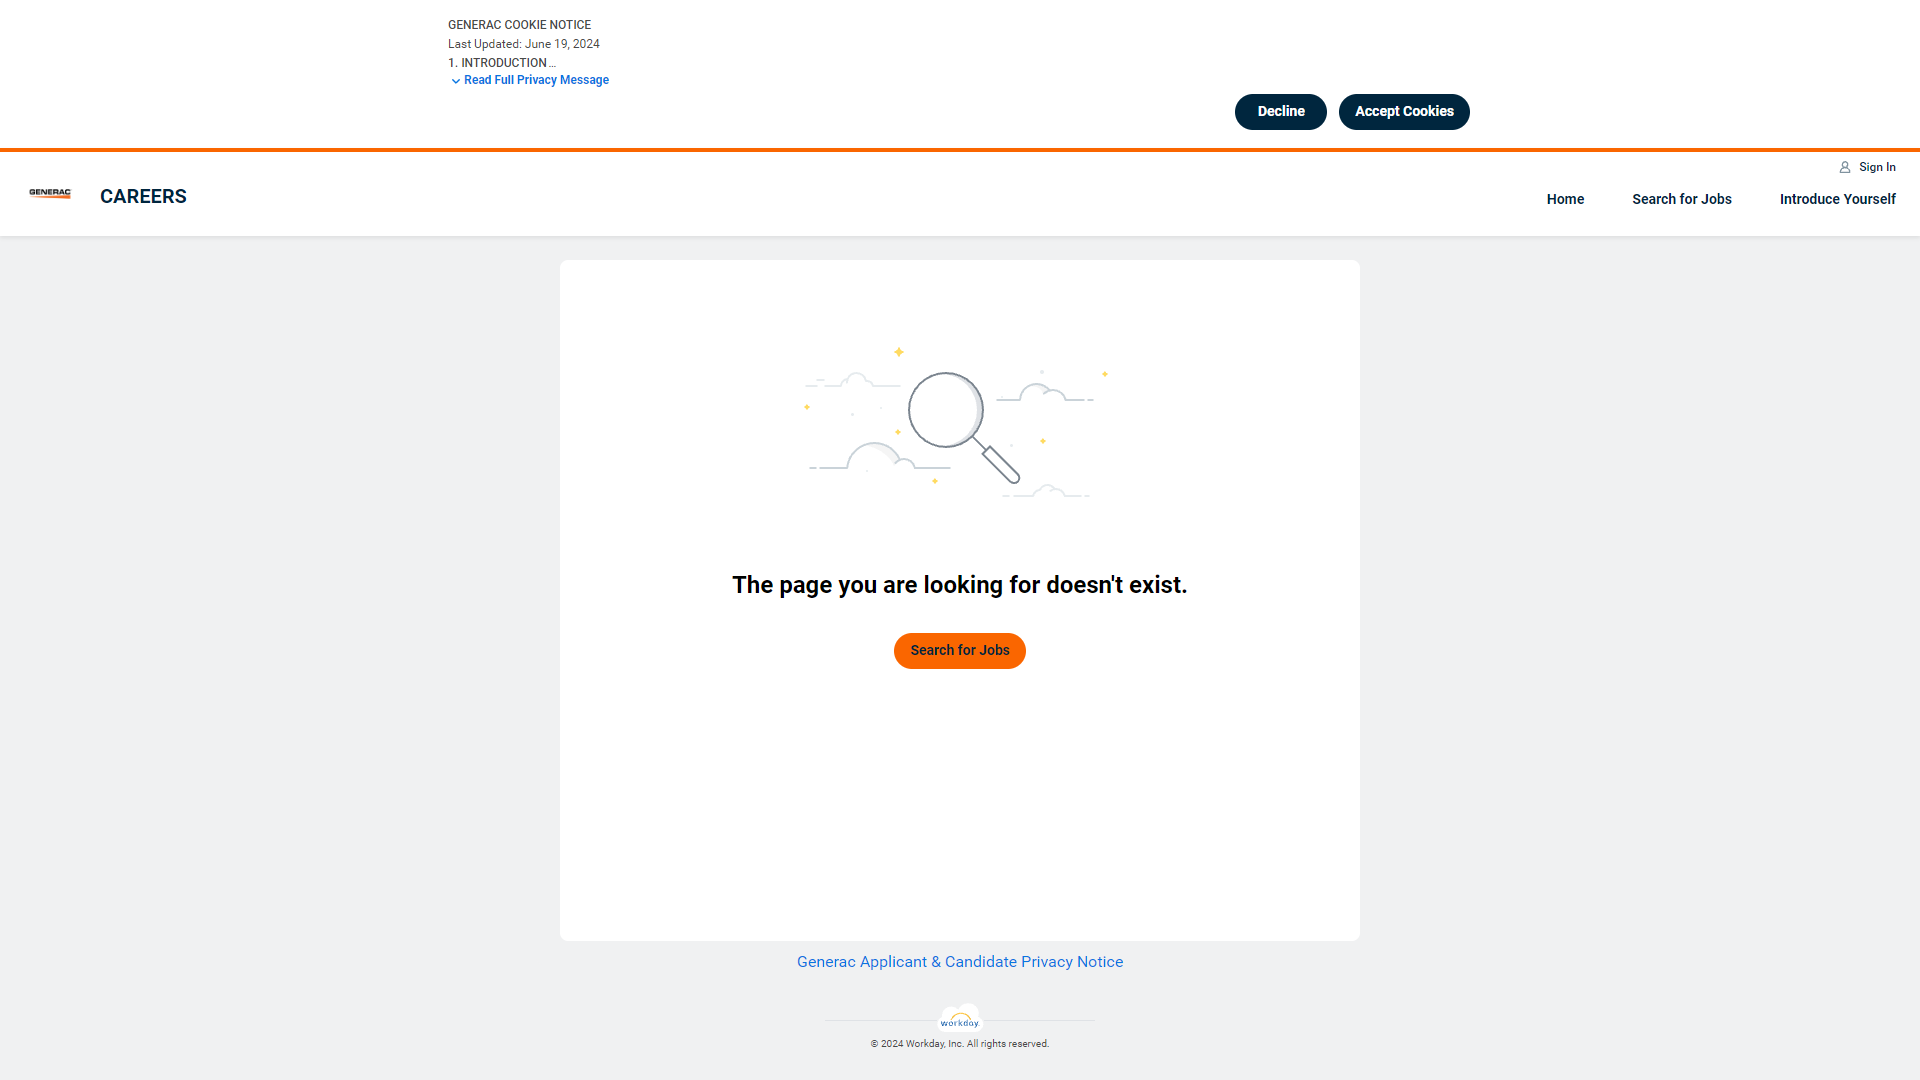 GENERAC COOKIE NOTICE
Last Updated: June 19, 2024
1. INTRODUCTION...
Read Full Privacy Message
Decline
Accept Cookies
Sign In
GENERAC
CAREERS
Home
Search for Jobs
Introduce Yourself
The page you are looking for doesn't exist.
Search for Jobs
Generac Applicant & Candidate Privacy Notice
workday.
© 2024 Workday, Inc. All rights reserved.